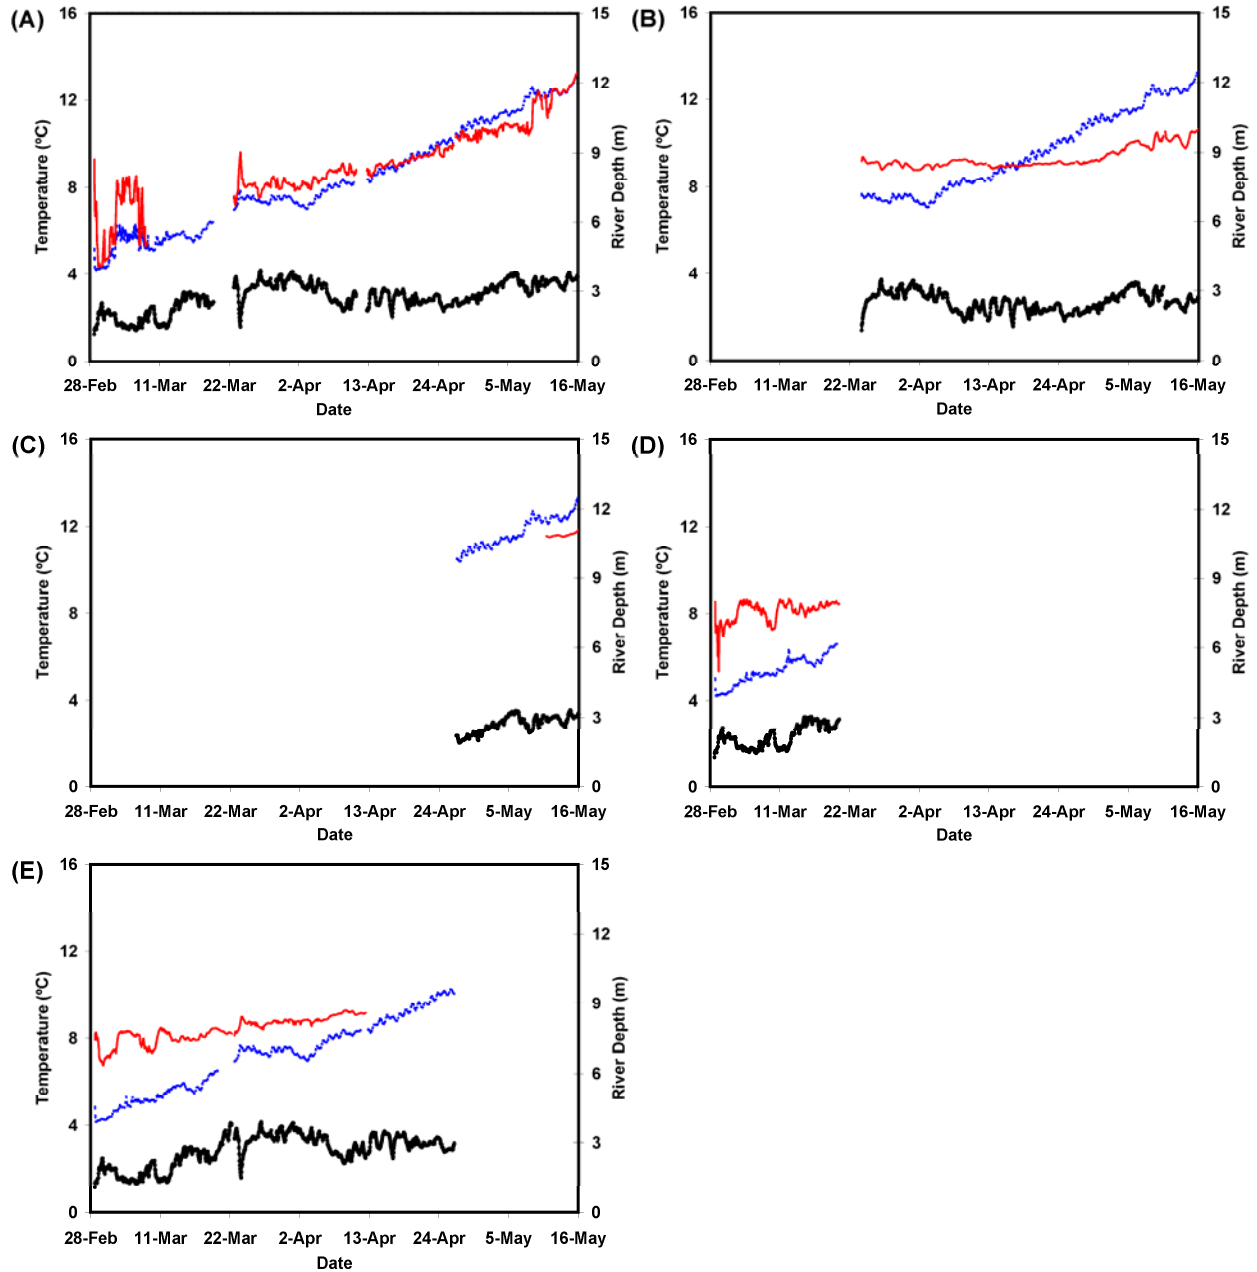 (A)
16
12
8
4
0
Temperature (ºC)
15
12
9
6
3
0
River Depth (m)
28-Feb 11-Mar 22-Mar 2-Apr 13-Apr 24-Apr 5-May 16-May
Date
(B)
16
12
8
4
0
Temperature (ºC)
15
12
9
6
3
0
River Depth (m)
28-Feb 11-Mar 22-Mar 2-Apr 13-Apr 24-Apr 5-May 16-May
Date
(C)
16
12
8
4
0
Temperature (ºC)
15
12
9
6
3
0
River Depth (m)
28-Feb 11-Mar 22-Mar 2-Apr 13-Apr 24-Apr 5-May 16-May
Date
(D)
16
12
8
4
0
Temperature (ºC)
15
12
9
6
3
0
River Depth (m)
28-Feb 11-Mar 22-Mar 2-Apr 13-Apr 24-Apr 5-May 16-May
Date
(E)
16
12
8
4
0
Temperature (ºC)
15
12
9
6
3
0
River Depth (m)
28-Feb 11-Mar 22-Mar 2-Apr 13-Apr 24-Apr 5-May 16-May
Date